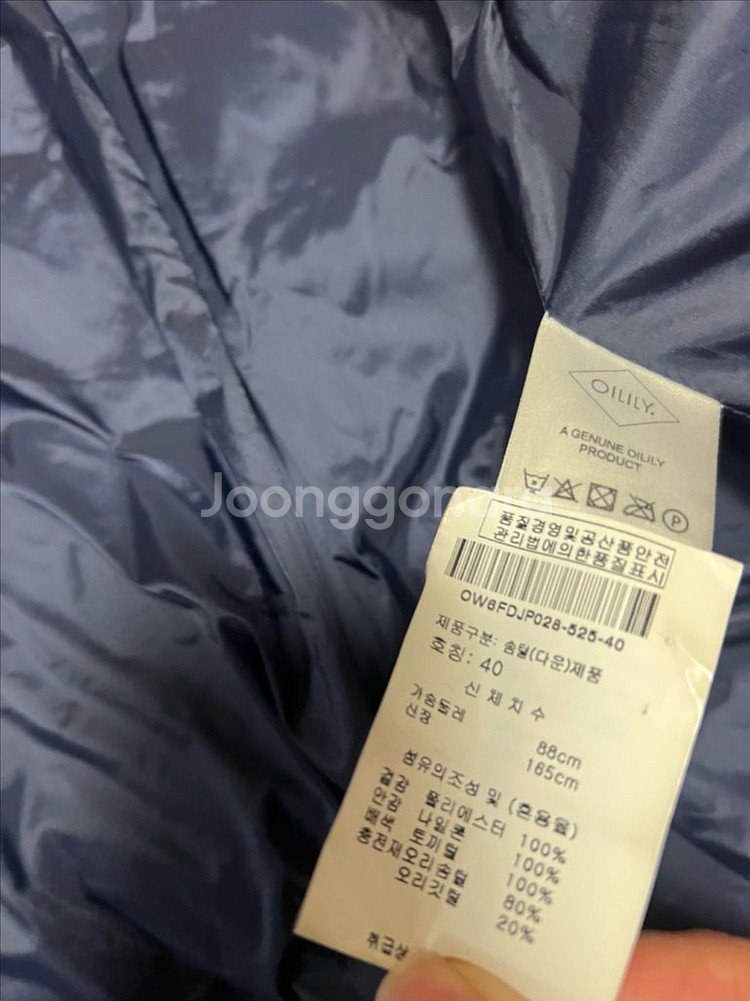 OILILY.
A GENUINE OILILY
PRODUCT
P
Joonggonara
품질경영및공산품안전
관리법에의한품질표시
OW6FDJP028-525-40
제품구분: 솜털(다운)제품
호칭: 40
신체치수
가슴둘레 88cm
신장 165cm
섬유의조성 및 (혼용율)
겉감 폴리에스터 100%
안감 나일론 100%
배색 토끼털 100%
충전재오리솜털 80%
오리깃털 20%
취급상